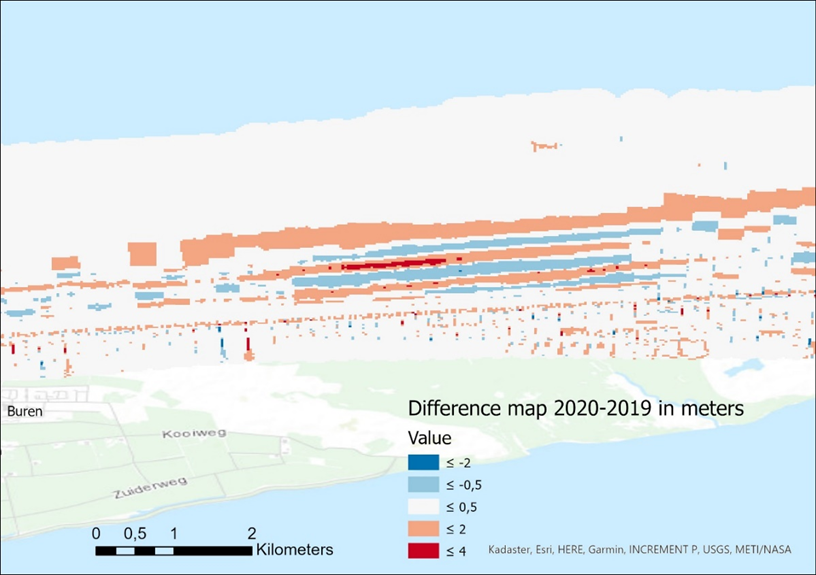 Buren
Kooiweg
Zuiderweg
Difference map 2020-2019 in meters
Value
≤ -2
≤ -0,5
≤ 0,5
≤ 2
≤ 4
0 0,5 1 2
Kilometers
Kadaster, Esri, HERE, Garmin, INCREMENT P, USGS, METI/NASA